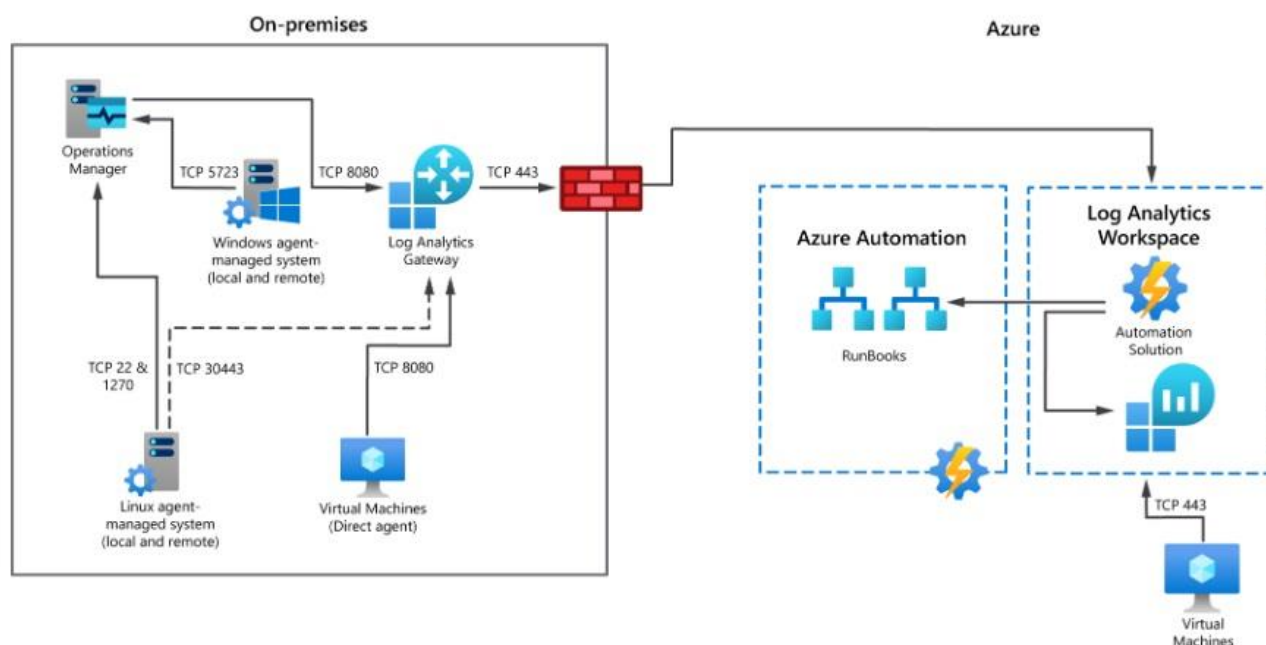 On-premises
Azure
Operations
Manager
TCP 5723
TCP 8080
TCP 443
Windows agent-
managed system
(local and remote)
Log Analytics
Gateway
Azure Automation
Log Analytics
Workspace
RunBooks
Automation
Solution
TCP 22 &
1270
TCP 30443
TCP 8080
Linux agent-
managed system
(local and remote)
Virtual Machines
(Direct agent)
TCP 443
Virtual
Machines